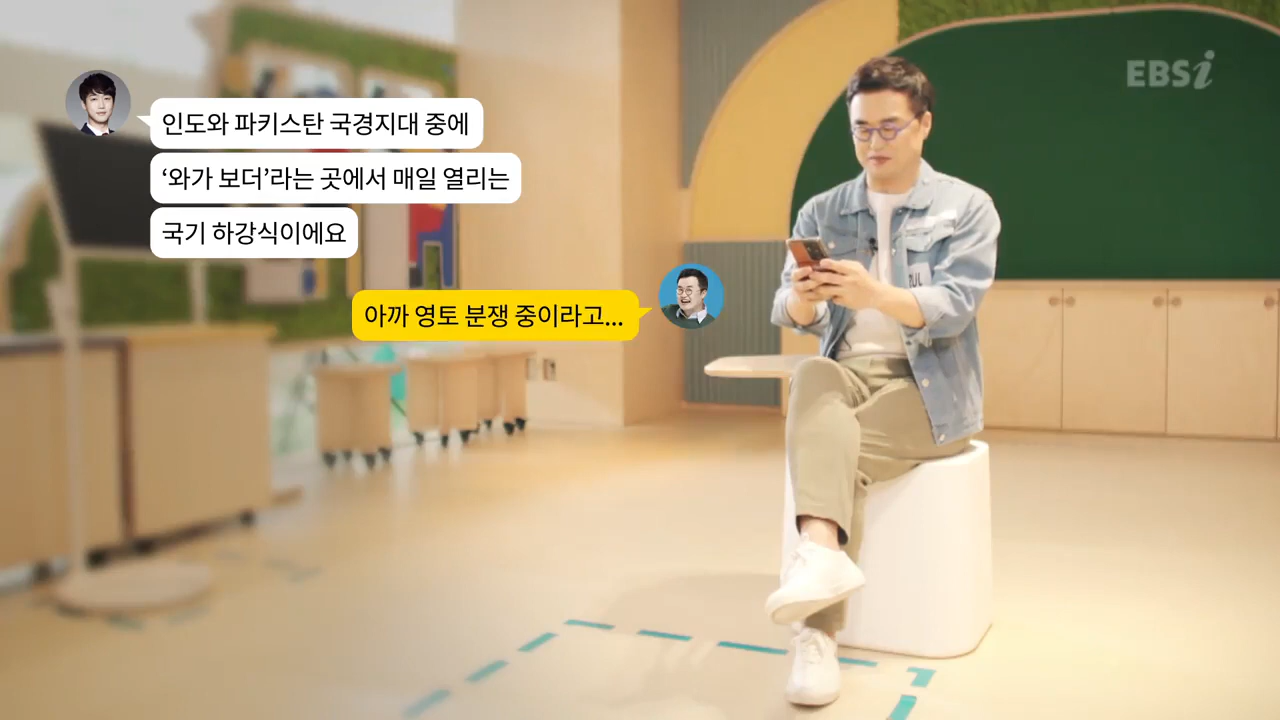 EBSi
인도와 파키스탄 국경지대 중에
‘와가 보더’라는 곳에서 매일 열리는
국기 하강식이에요
아까 영토 분쟁 중이라고...